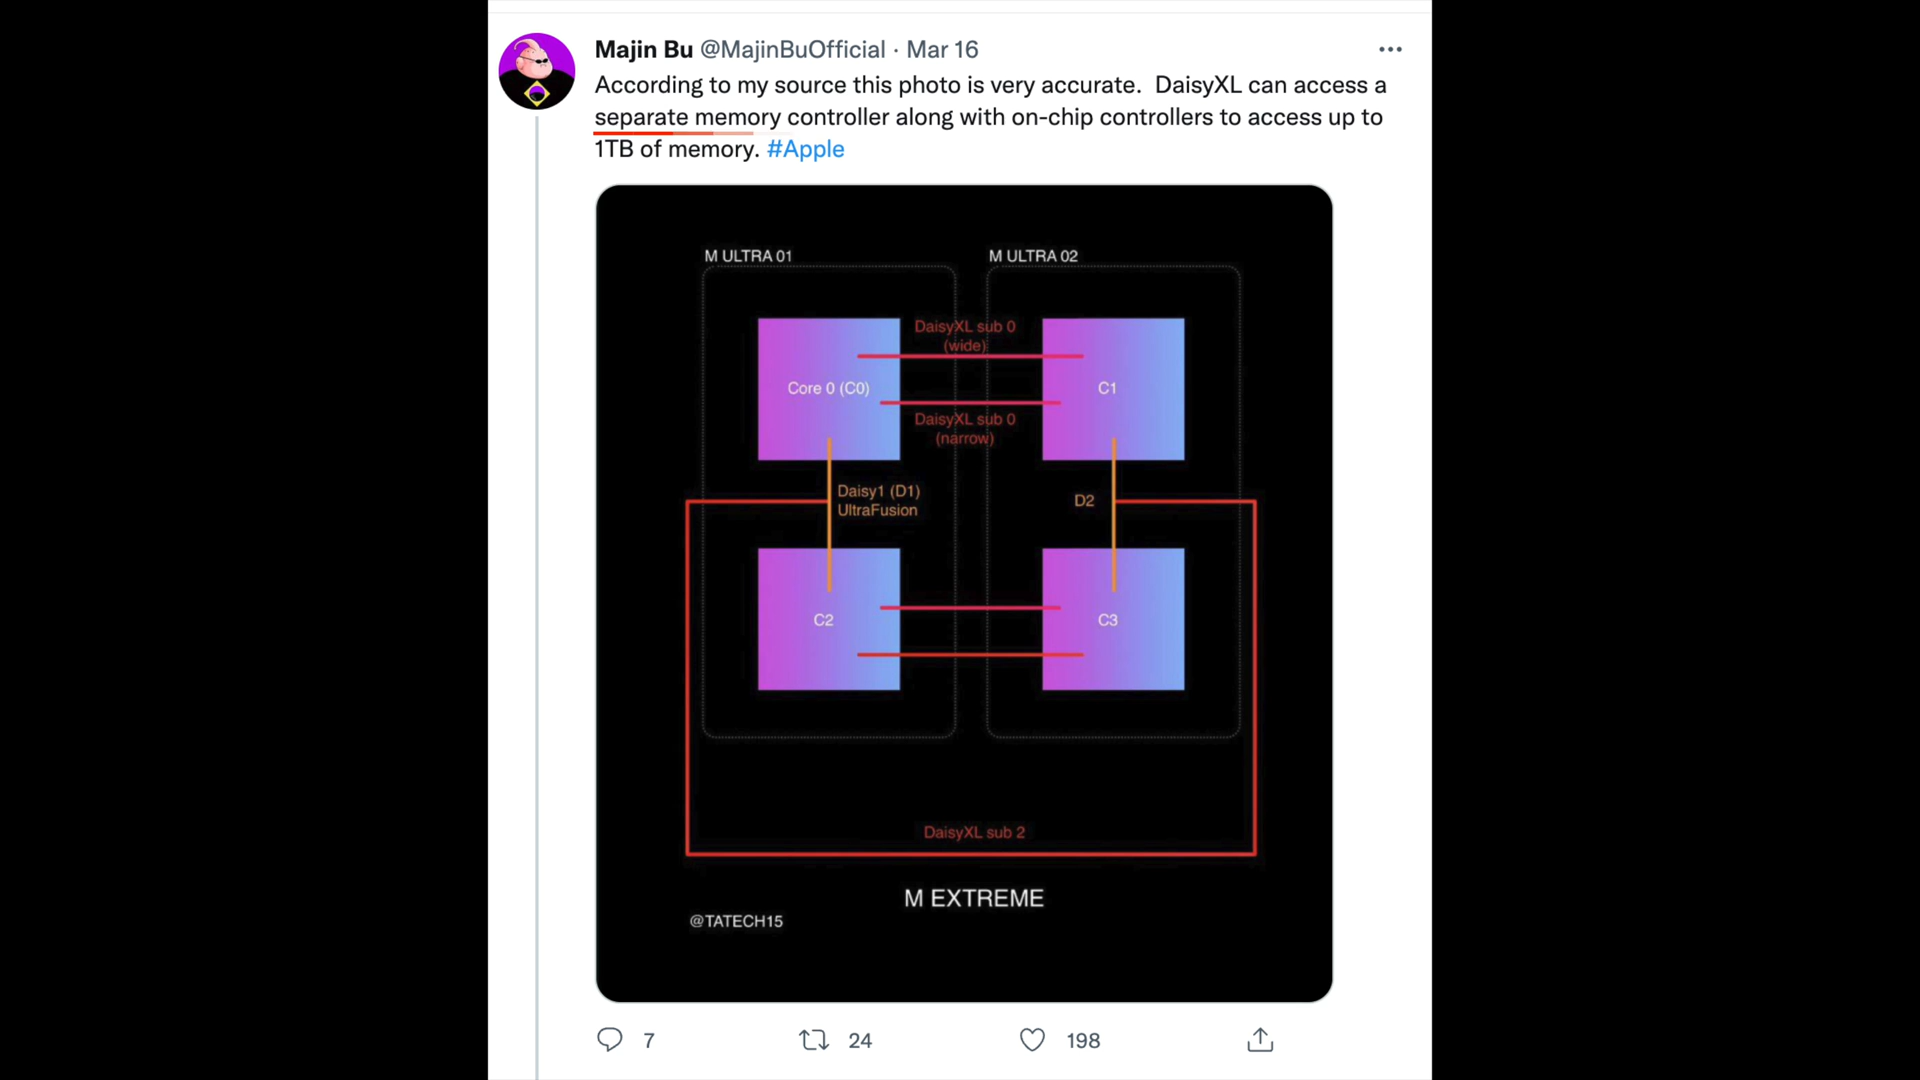 Majin Bu @MajinBuOfficial · Mar 16
According to my source this photo is very accurate.  DaisyXL can access a
separate memory controller along with on-chip controllers to access up to
1TB of memory. #Apple
M ULTRA 01
M ULTRA 02
DaisyXL sub 0
(wide)
Core 0 (C0)
C1
DaisyXL sub 0
(narrow)
Daisy1 (D1)
UltraFusion
D2
C2
C3
DaisyXL sub 2
M EXTREME
@TATECH15
7
24
198